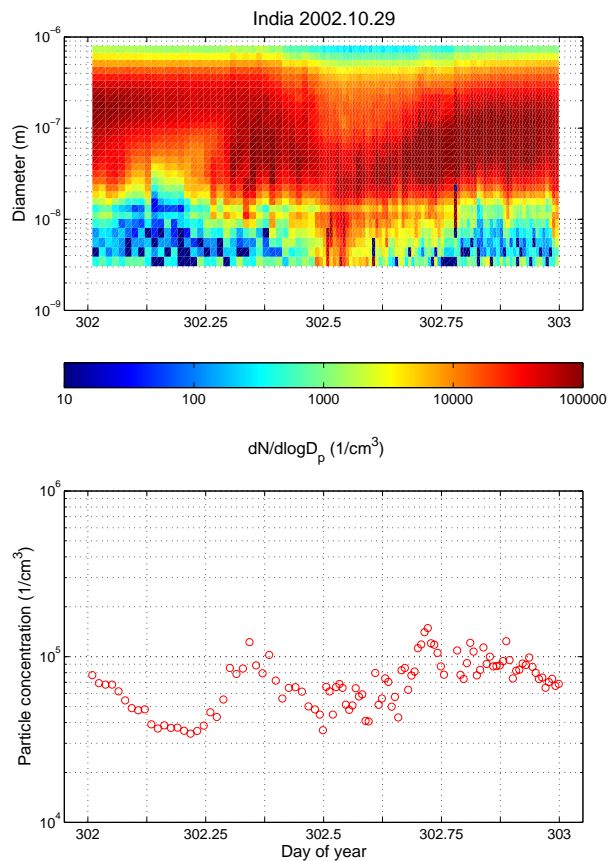 India 2002.10.29
Diameter (m)
10^-6
10^-7
10^-8
10^-9
302 302.25 302.5 302.75 303
10 100 1000 10000 100000
dN/dlogD_p (1/cm^3)
Particle concentration (1/cm^3)
10^6
10^5
10^4
302 302.25 302.5 302.75 303
Day of year